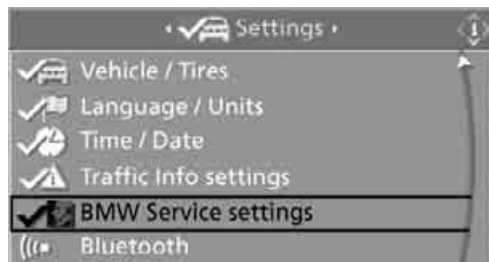 Settings
Vehicle / Tires
Language / Units
Time / Date
Traffic Info settings
BMW Service settings
Bluetooth